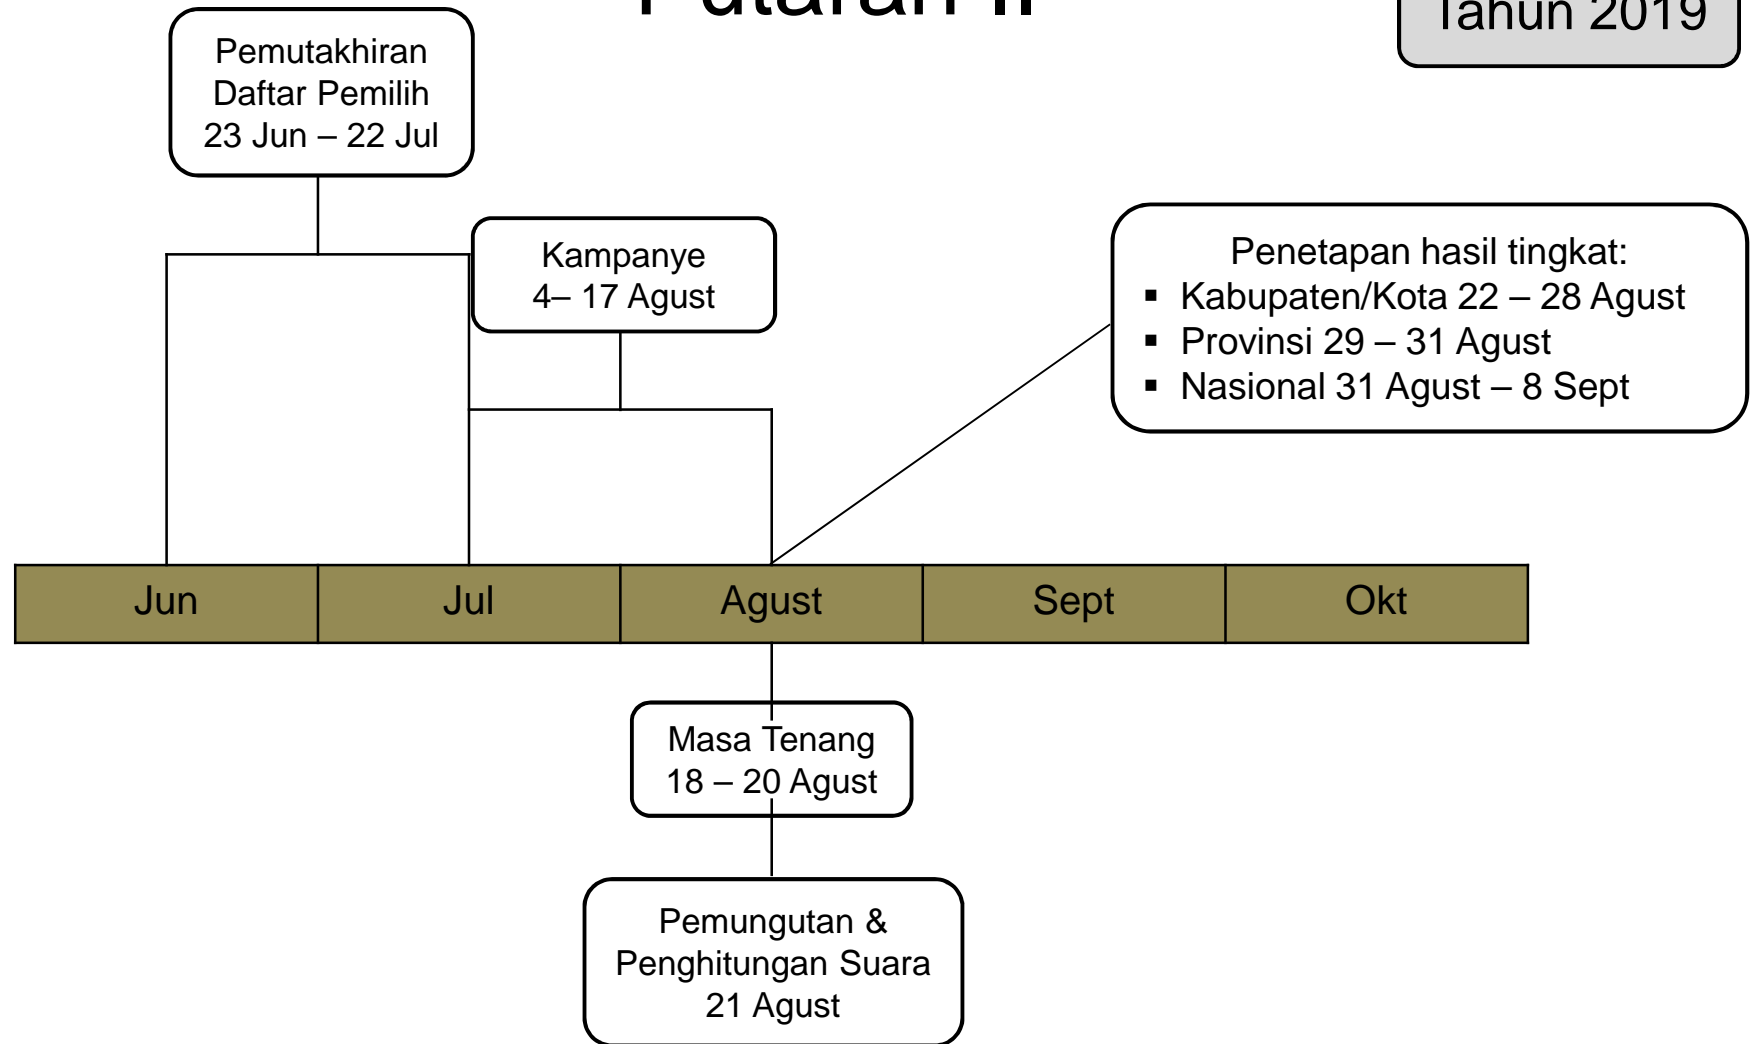 Putaran II
Tahun 2019
Pemutakhiran
Daftar Pemilih
23 Jun – 22 Jul
Kampanye
4– 17 Agust
Penetapan hasil tingkat:
▪ Kabupaten/Kota 22 – 28 Agust
▪ Provinsi 29 – 31 Agust
▪ Nasional 31 Agust – 8 Sept
Jun Jul Agust Sept Okt
Masa Tenang
18 – 20 Agust
Pemungutan &
Penghitungan Suara
21 Agust